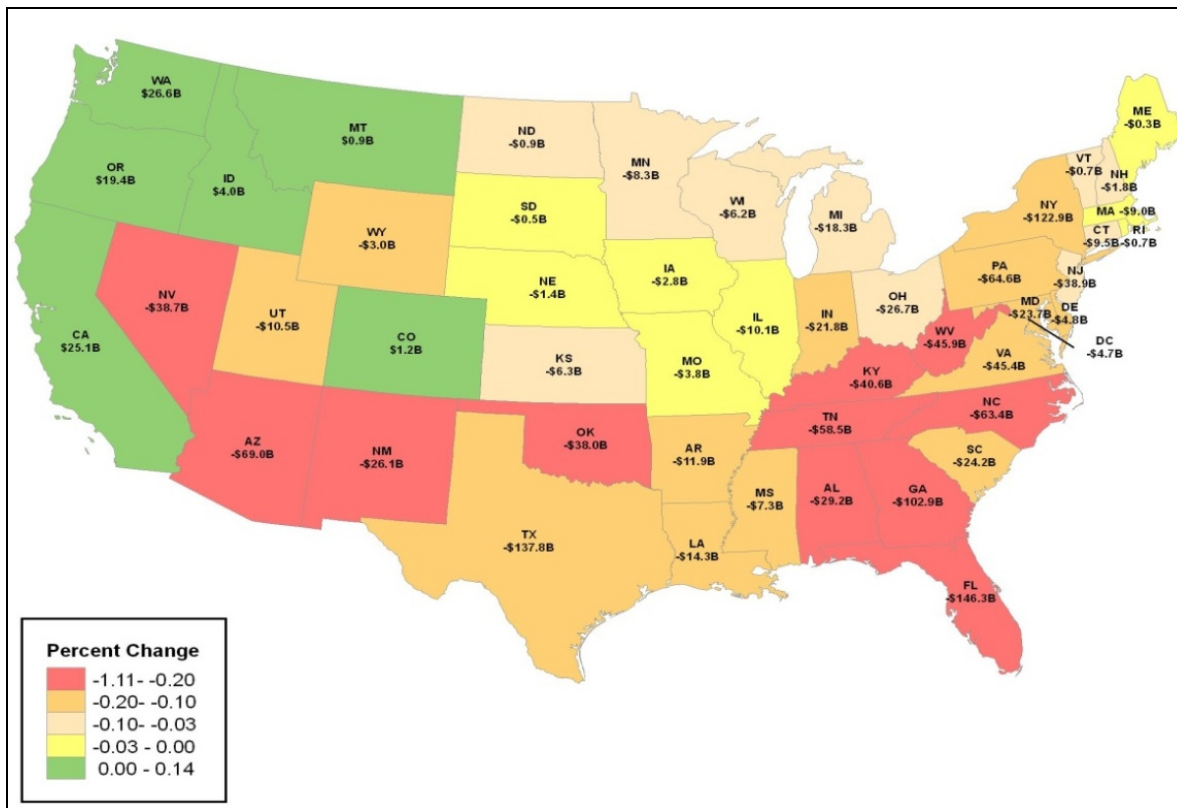 WA
$26.6B
OR
$19.4B
ID
$4.0B
MT
$0.9B
CA
$25.1B
NV
-$38.7B
UT
-$10.5B
WY
-$3.0B
CO
$1.2B
AZ
-$69.0B
NM
-$26.1B
ND
-$0.9B
SD
-$0.5B
NE
-$1.4B
KS
-$6.3B
OK
-$38.0B
TX
-$137.8B
MN
-$8.3B
IA
-$2.8B
MO
-$3.8B
AR
-$11.9B
LA
-$14.3B
WI
-$6.2B
IL
-$10.1B
MS
-$7.3B
MI
-$18.3B
IN
-$21.8B
OH
-$26.7B
KY
-$40.6B
TN
-$58.5B
AL
-$29.2B
GA
-$102.9B
FL
-$146.3B
SC
-$24.2B
NC
-$63.4B
VA
-$45.4B
WV
-$45.9B
PA
-$64.6B
NY
-$122.9B
VT
-$0.7B
NH
-$1.8B
ME
-$0.3B
MA -$9.0B
CT
-$9.5B
RI
-$0.7B
NJ
-$38.9B
MD
-$23.7B
DE
-$4.8B
DC
-$4.7B
Percent Change
-1.11- -0.20
-0.20- -0.10
-0.10- -0.03
-0.03 - 0.00
0.00 - 0.14